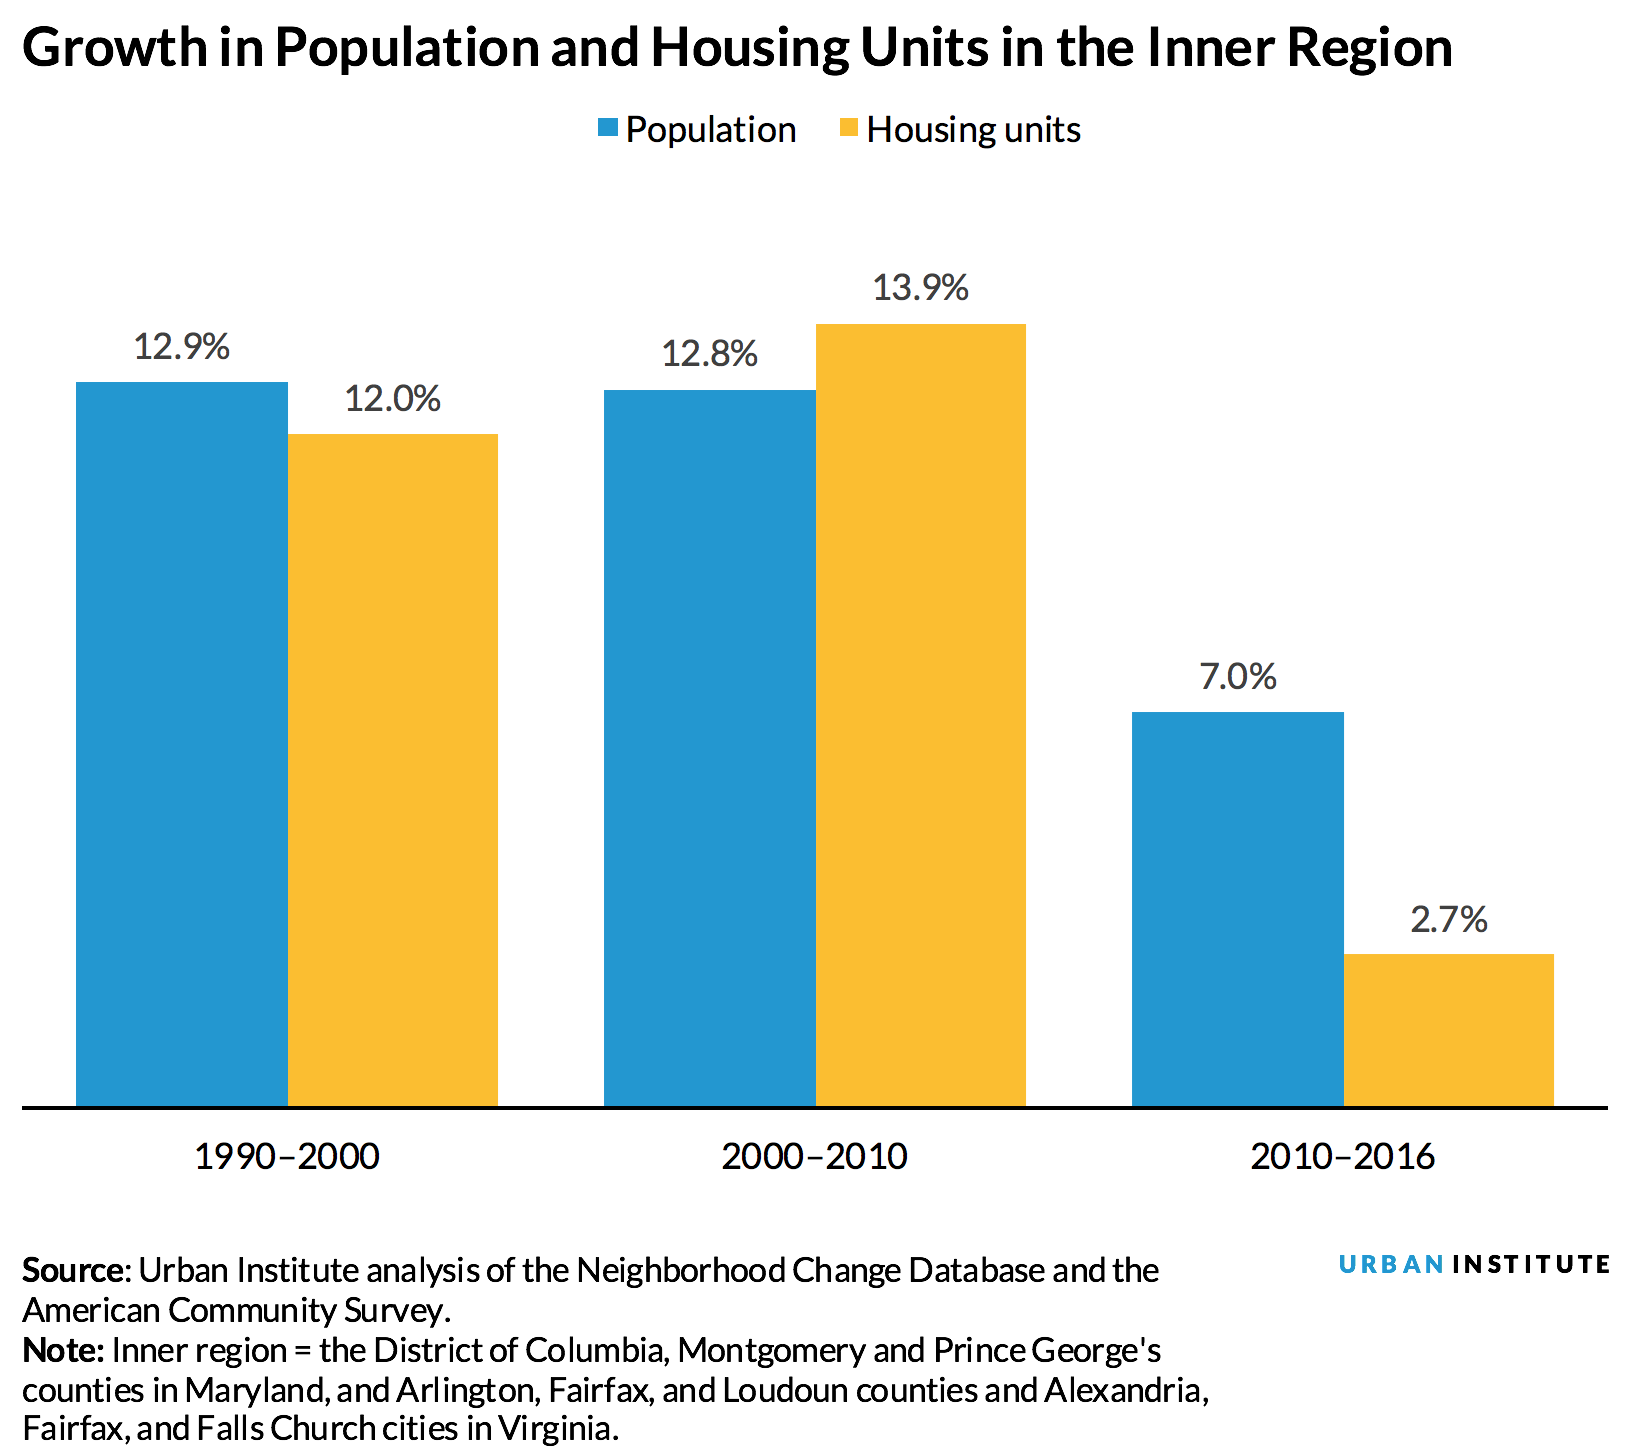 Growth in Population and Housing Units in the Inner Region
Population Housing units
12.9%
12.0%
12.8%
13.9%
7.0%
2.7%
1990–2000 2000–2010 2010–2016
Source: Urban Institute analysis of the Neighborhood Change Database and the
American Community Survey.
Note: Inner region = the District of Columbia, Montgomery and Prince George's
counties in Maryland, and Arlington, Fairfax, and Loudoun counties and Alexandria,
Fairfax, and Falls Church cities in Virginia.
URBAN INSTITUTE